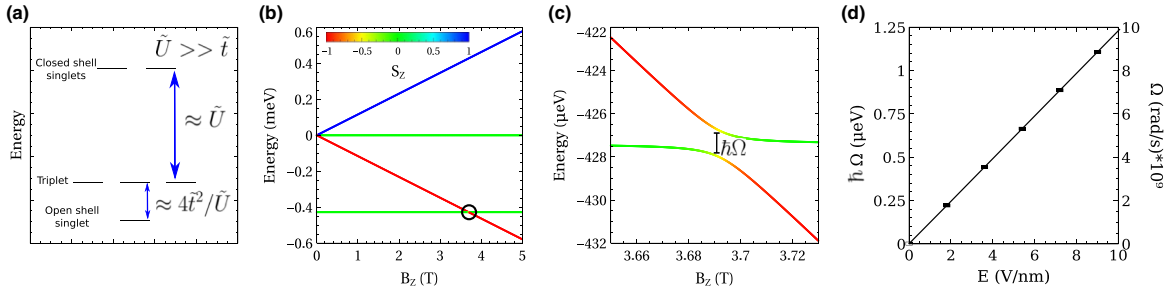 (a)
Energy
Ũ >> t̃
Closed shell
singlets
≈ Ũ
Triplet
Open shell
singlet
≈ 4t̃²/Ũ
(b)
Energy (meV)
0.6
0.4
0.2
0
−0.2
−0.4
−0.6
−1 −0.5 0 0.5 1
S_Z
0 1 2 3 4 5
B_Z (T)
(c)
Energy (µeV)
−422
−424
−426
−428
−430
−432
ℏΩ
3.66 3.68 3.7 3.72
B_Z (T)
(d)
ℏ Ω (µeV)
1.25
1
0.75
0.5
0.25
0
0 2 4 6 8 10
E (V/nm)
10
8
6
4
2
0
Ω (rad/s)*10⁹